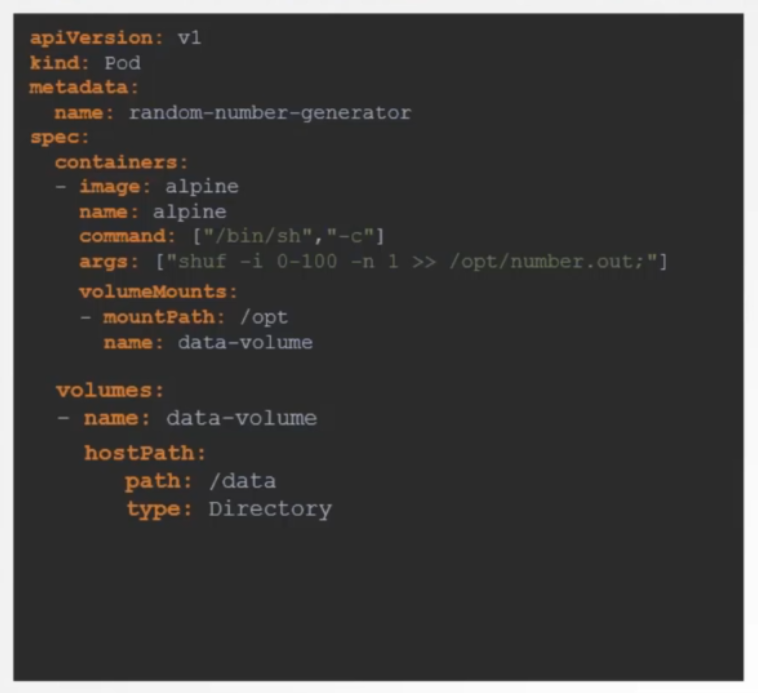 apiVersion: v1
kind: Pod
metadata:
  name: random-number-generator
spec:
  containers:
  - image: alpine
    name: alpine
    command: ["/bin/sh","-c"]
    args: ["shuf -i 0-100 -n 1 >> /opt/number.out;"]
    volumeMounts:
    - mountPath: /opt
      name: data-volume
  volumes:
  - name: data-volume
    hostPath:
       path: /data
       type: Directory